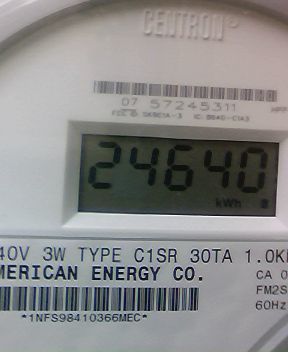 CENTRON®
07 57245311
24640
kWh
40V 3W TYPE C1SR 30TA 1.0K
MERICAN ENERGY CO.
CA 0
FM2S
60Hz
*1NFS98410366MEC*